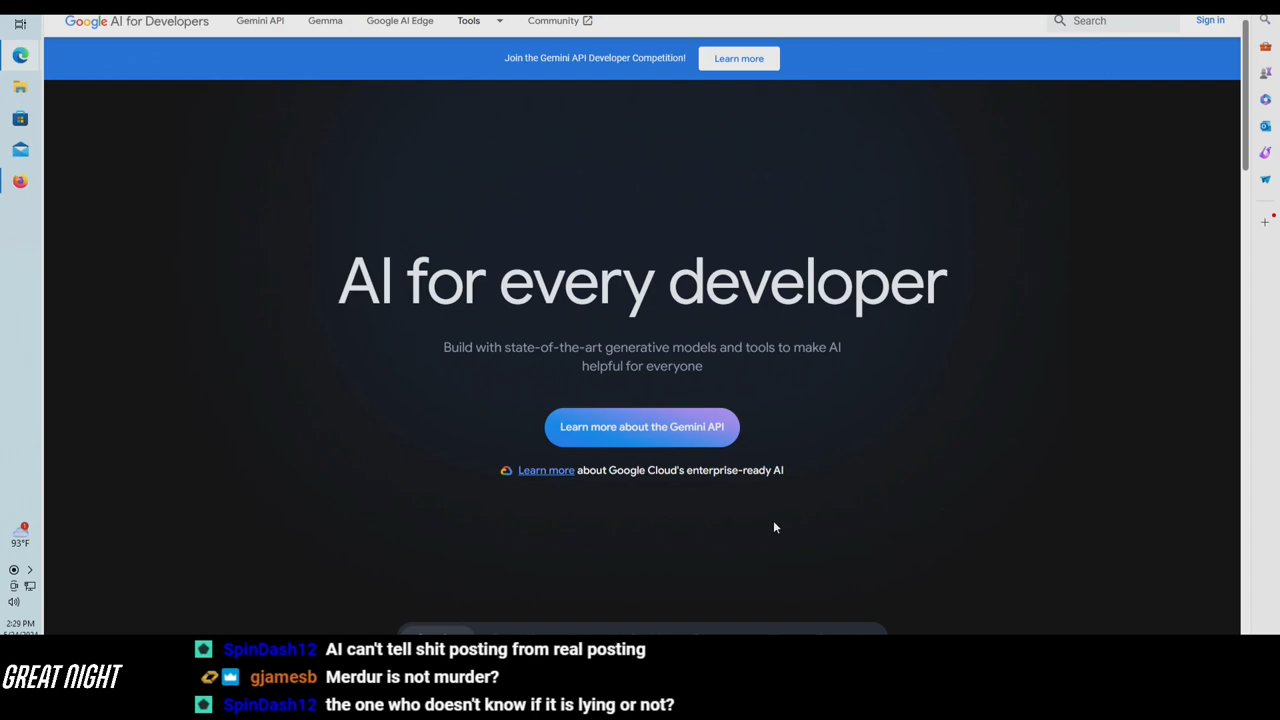 Google AI for Developers Gemini API Gemma Google AI Edge Tools Community Search Sign in
Join the Gemini API Developer Competition! Learn more
AI for every developer
Build with state-of-the-art generative models and tools to make AI
helpful for everyone
Learn more about the Gemini API
Learn more about Google Cloud's enterprise-ready AI
93°F
2:29 PM
GREAT NIGHT
SpinDash12 AI can't tell shit posting from real posting
gjamesb Merdur is not murder?
SpinDash12 the one who doesn't know if it is lying or not?